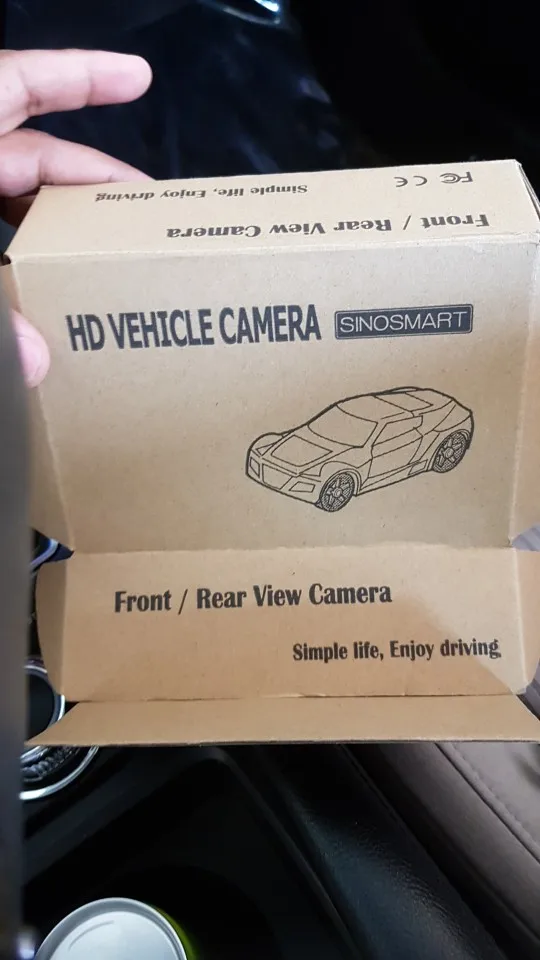 Simple life, Enjoy driving
FC CE
Front / Rear View Camera
HD VEHICLE CAMERA SINOSMART
Front / Rear View Camera
Simple life, Enjoy driving